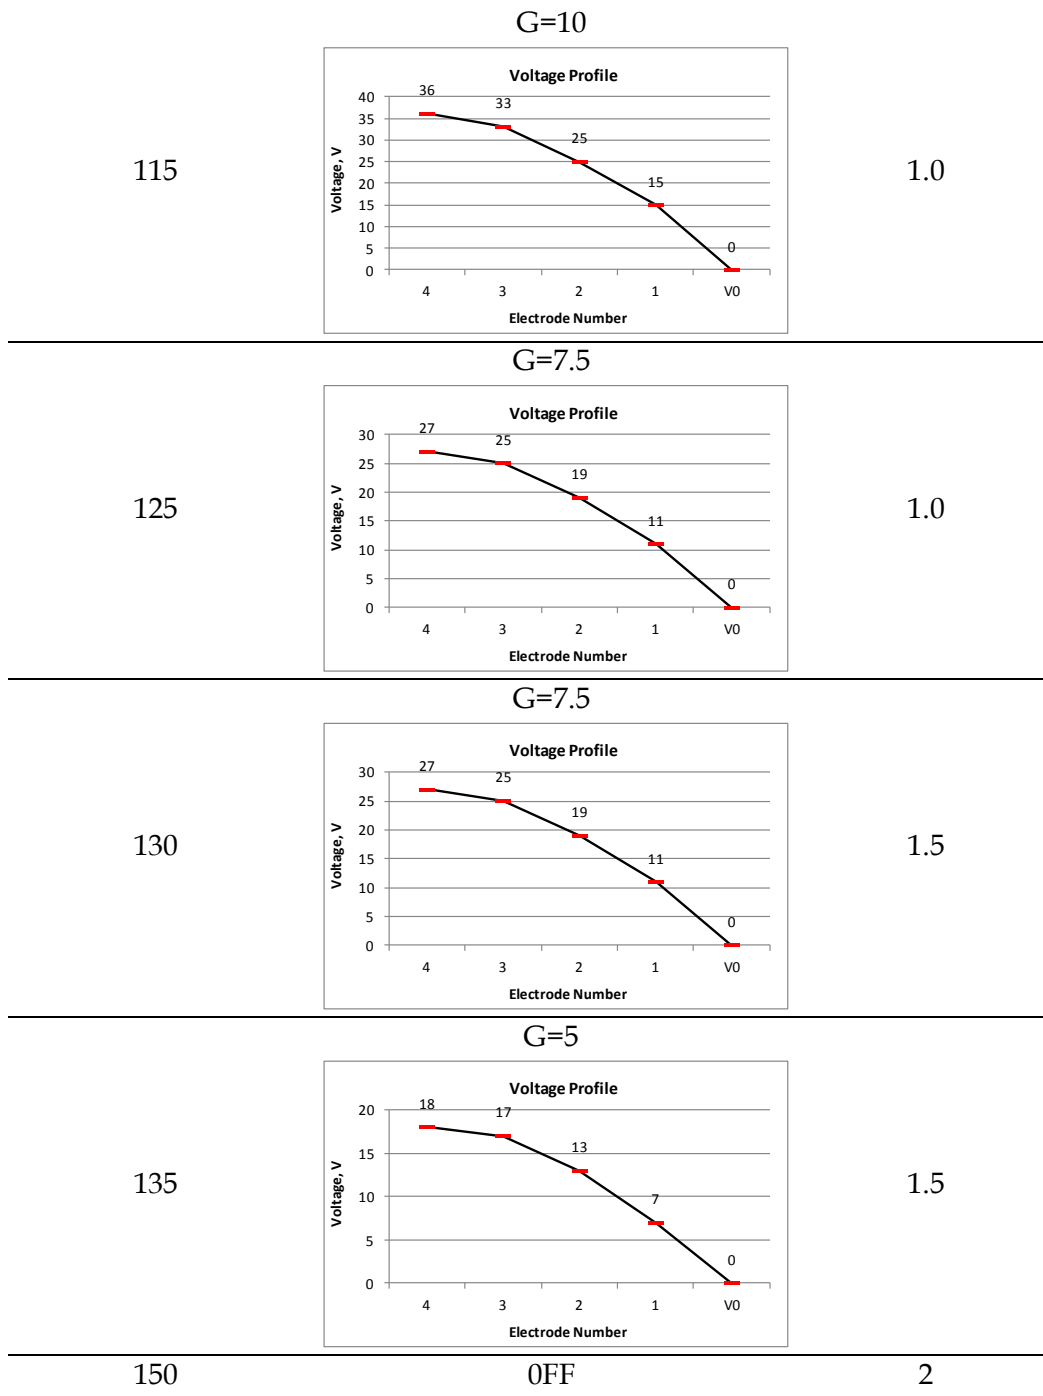 G=10
Voltage Profile
36
33
25
15
0
40
35
30
25
20
15
10
5
0
Voltage, V
4 3 2 1 V0
Electrode Number
115
1.0
G=7.5
Voltage Profile
27
25
19
11
0
30
25
20
15
10
5
0
Voltage, V
4 3 2 1 V0
Electrode Number
125
1.0
G=7.5
Voltage Profile
27
25
19
11
0
30
25
20
15
10
5
0
Voltage, V
4 3 2 1 V0
Electrode Number
130
1.5
G=5
Voltage Profile
18
17
13
7
0
20
15
10
5
0
Voltage, V
4 3 2 1 V0
Electrode Number
135
1.5
150 0FF 2